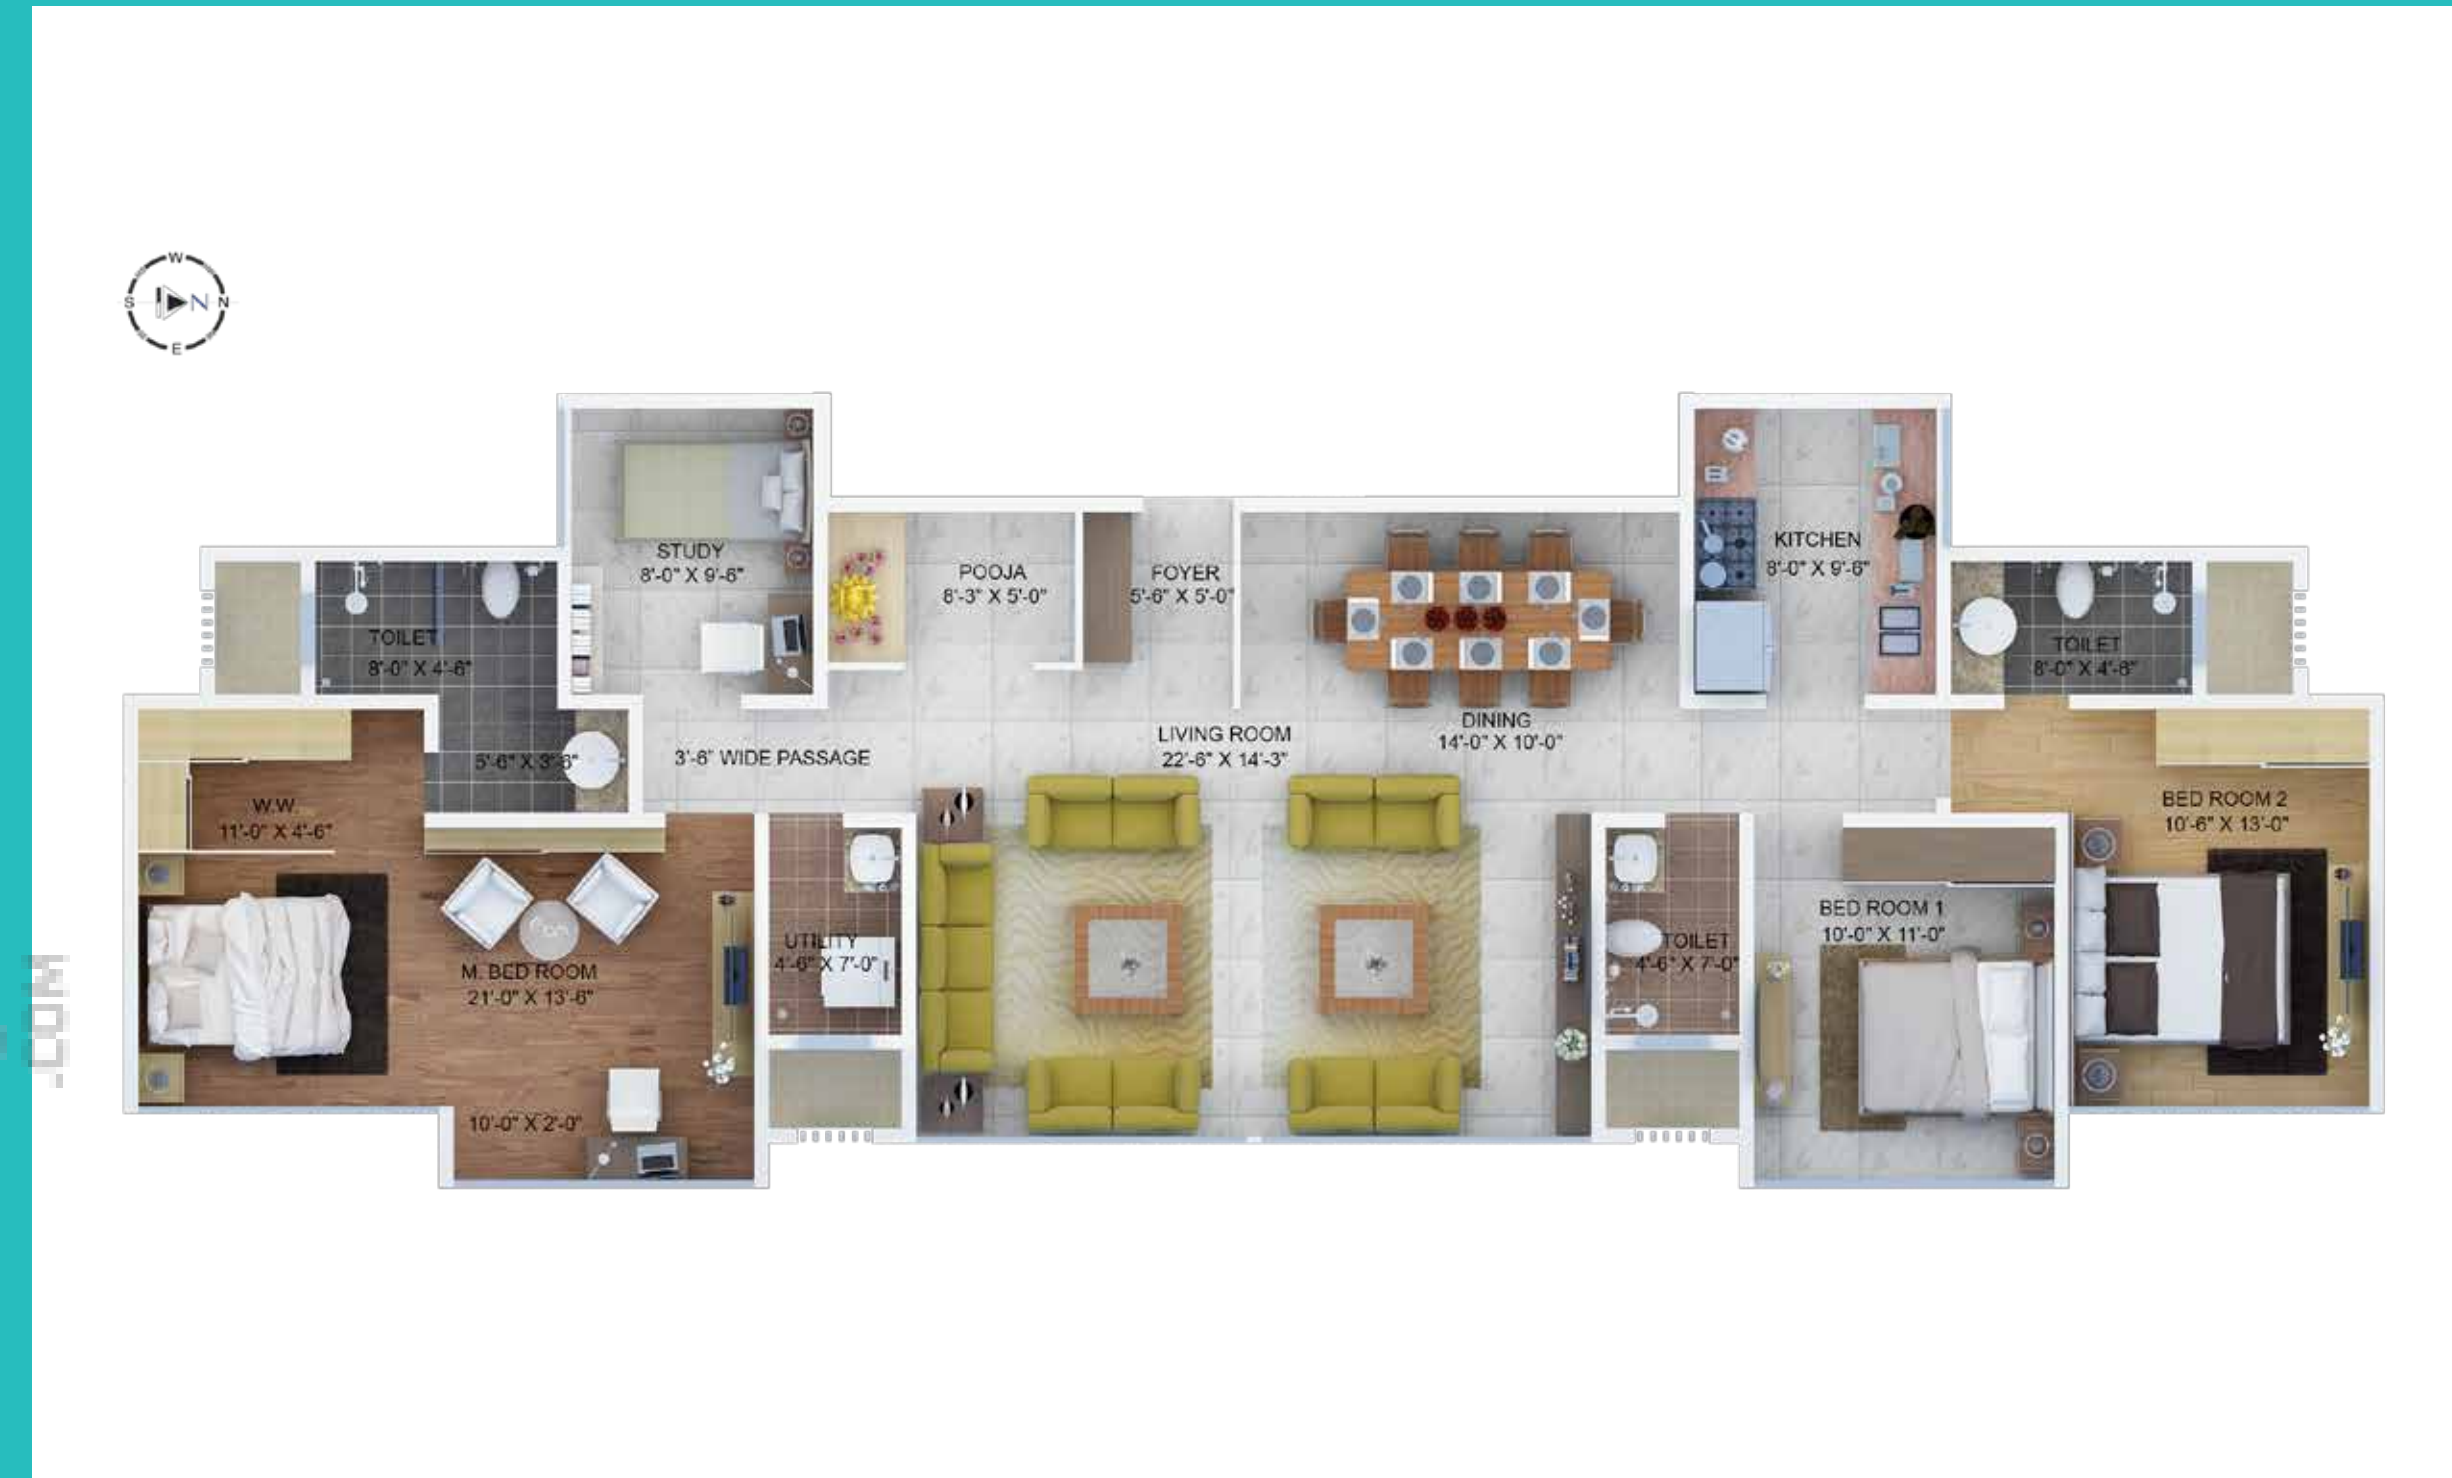 W
S N N
E
STUDY
8'-0" X 9'-6"
POOJA
8'-3" X 5'-0"
FOYER
5'-6" X 5'-0"
KITCHEN
8'-0" X 9'-6"
TOILET
8'-0" X 4'-6"
TOILET
8'-0" X 4'-6"
5'-6" X 3'-6"
3'-6" WIDE PASSAGE
LIVING ROOM
22'-6" X 14'-3"
DINING
14'-0" X 10'-0"
W.W.
11'-0" X 4'-6"
BED ROOM 2
10'-6" X 13'-0"
M. BED ROOM
21'-0" X 13'-6"
UTILITY
4'-6" X 7'-0"
TOILET
4'-6" X 7'-0"
BED ROOM 1
10'-0" X 11'-0"
10'-0" X 2'-0"
.COM